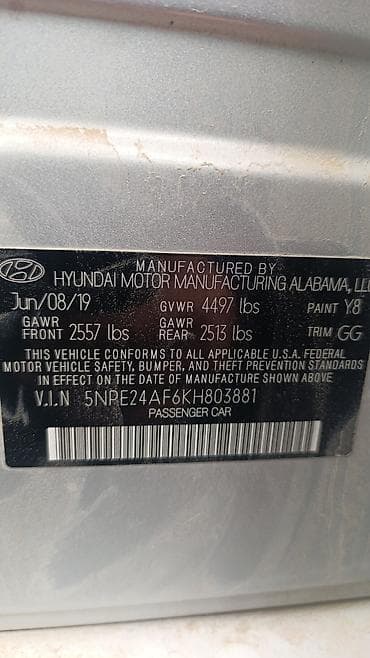 MANUFACTURED BY
HYUNDAI MOTOR MANUFACTURING ALABAMA, LLC
Jun/08/19 GVWR 4497 lbs PAINT Y8
GAWR FRONT 2557 lbs GAWR REAR 2513 lbs TRIM GG
THIS VEHICLE CONFORMS TO ALL APPLICABLE U.S.A. FEDERAL
MOTOR VEHICLE SAFETY, BUMPER, AND THEFT PREVENTION STANDARDS
IN EFFECT ON THE DATE OF MANUFACTURE SHOWN ABOVE
V.I.N 5NPE24AF6KH803881
PASSENGER CAR